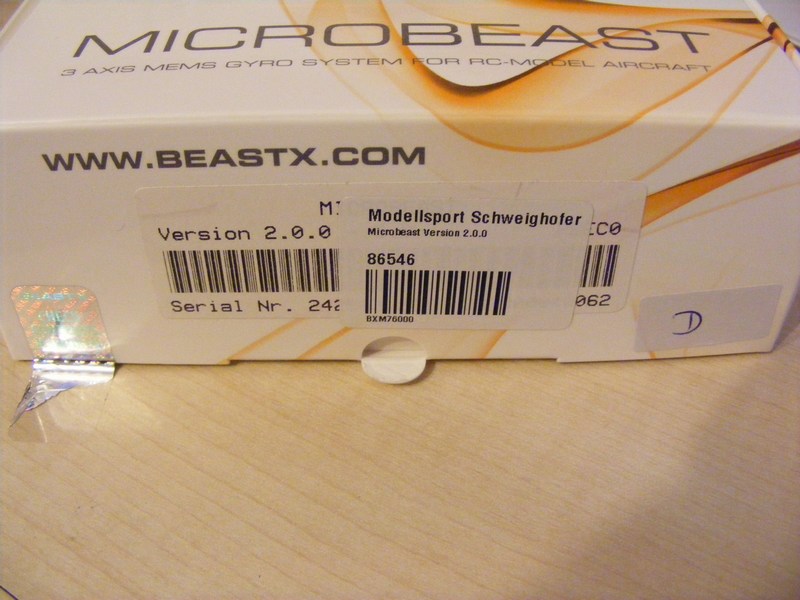 MICROBEAST
3 AXIS MEMS GYRO SYSTEM FOR RC-MODEL AIRCRAFT
WWW.BEASTX.COM
Modellsport Schweighofer
Version 2.0.0
Microbeast Version 2.0.0
86546
Serial Nr. 242
062
BXM76000
D